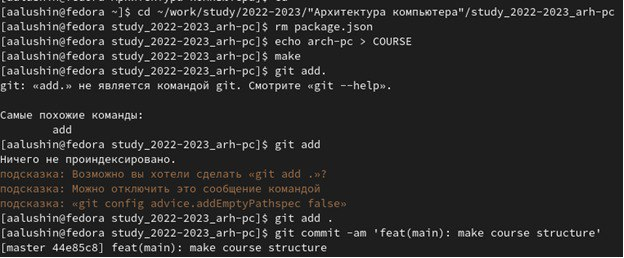 [aalushin@fedora ~]$ cd ~/work/study/2022-2023/"Архитектура компьютера"/study_2022-2023_arh-pc
[aalushin@fedora study_2022-2023_arh-pc]$ rm package.json
[aalushin@fedora study_2022-2023_arh-pc]$ echo arch-pc > COURSE
[aalushin@fedora study_2022-2023_arh-pc]$ make
[aalushin@fedora study_2022-2023_arh-pc]$ git add.
git: «add.» не является командой git. Смотрите «git --help».
Самые похожие команды:
add
[aalushin@fedora study_2022-2023_arh-pc]$ git add
Ничего не проиндексировано.
подсказка: Возможно вы хотели сделать «git add .»?
подсказка: Можно отключить это сообщение командой
подсказка: «git config advice.addEmptyPathspec false»
[aalushin@fedora study_2022-2023_arh-pc]$ git add .
[aalushin@fedora study_2022-2023_arh-pc]$ git commit -am 'feat(main): make course structure'
[master 44e85c8] feat(main): make course structure